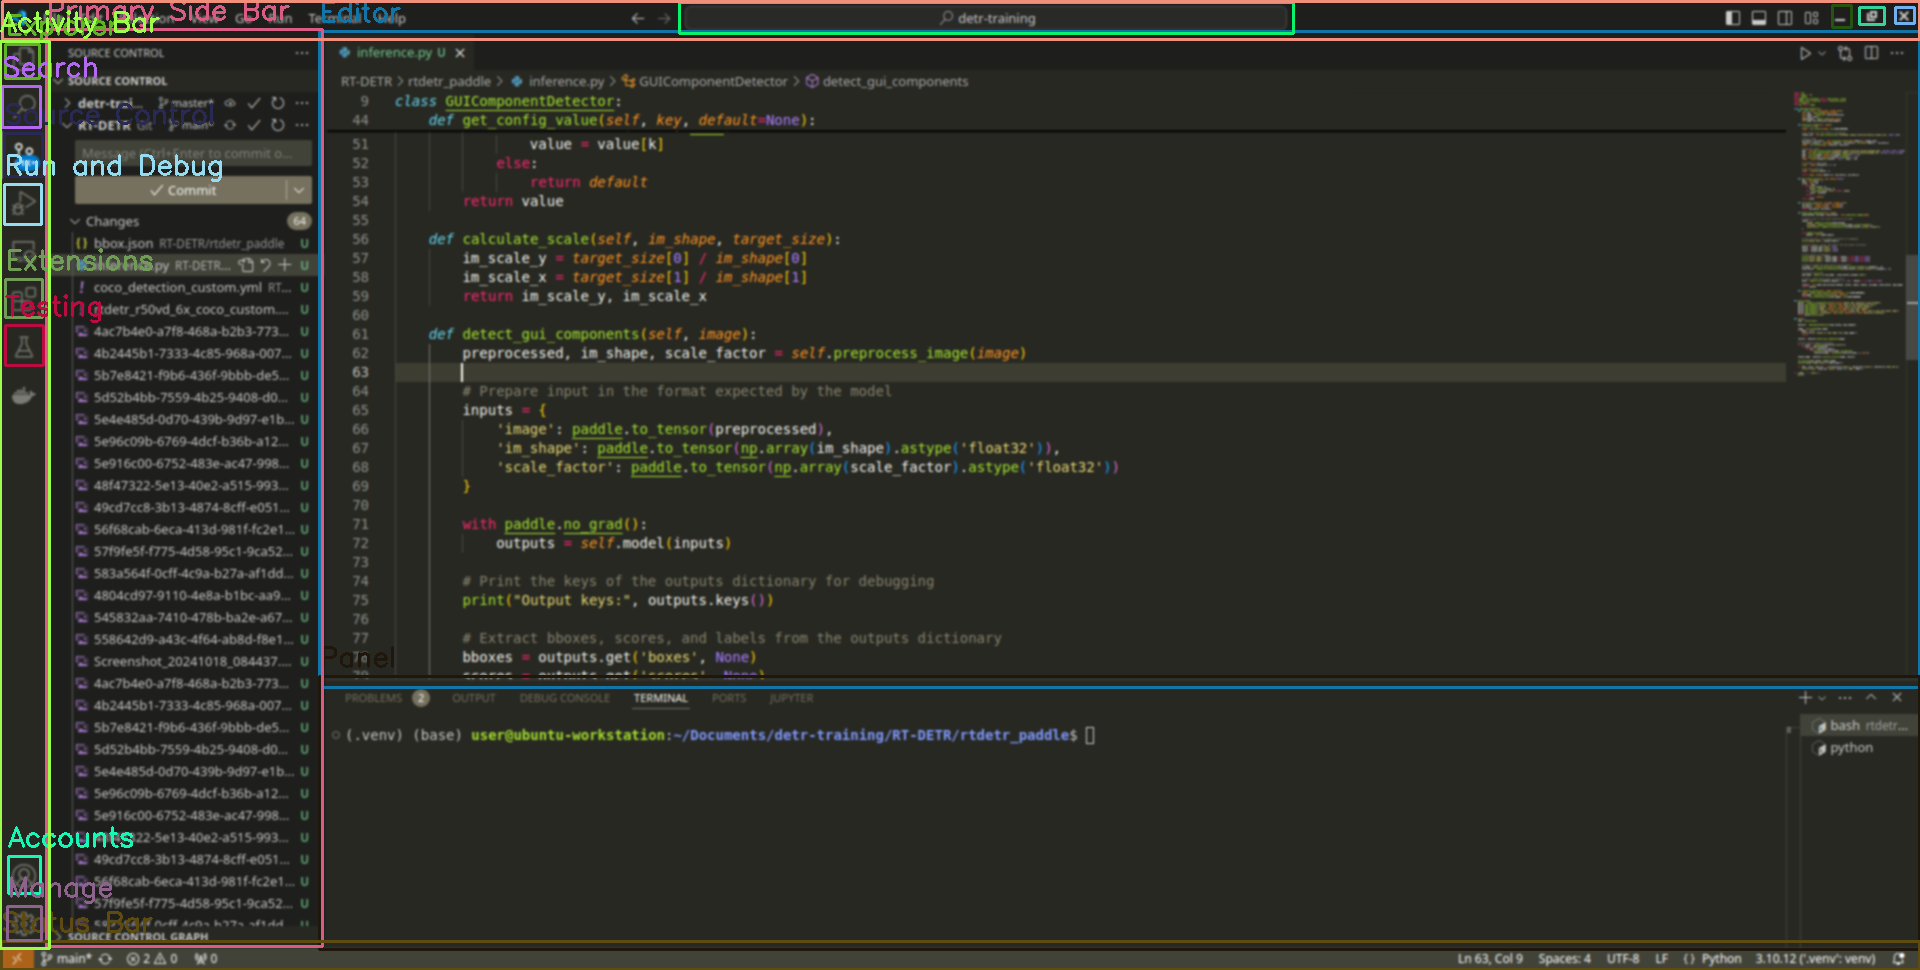 Primary Side Bar
Editor
Activity Bar
Run
Help
detr-training
SOURCE CONTROL
inference.py U
Search
SOURCE CONTROL
RT-DETR > rtdetr_paddle > inference.py > GUIComponentDetector > detect_gui_components
Source Control
master*
RT-DETR Git main*
Message (Ctrl+Enter to commit o...
Run and Debug
Commit
Changes 64
bbox.json RT-DETR/rtdetr_paddle U
Extensions
RT-DETR... U
coco_detection_custom.yml RT... U
Testing
rtdetr_r50vd_6x_coco_custom.... U
4ac7b4e0-a7f8-468a-b2b3-773... U
4b2445b1-7333-4c85-968a-007... U
5b7e8421-f9b6-436f-9bbb-de5... U
5d52b4bb-7559-4b25-9408-d0... U
5e4e485d-0d70-439b-9d97-e1b... U
5e96c09b-6769-4dcf-b36b-a12... U
5e916c00-6752-483e-ac47-998... U
48f47322-5e13-40e2-a515-993... U
49cd7cc8-3b13-4874-8cff-e051... U
56f68cab-6eca-413d-981f-fc2e1... U
57f9fe5f-f775-4d58-95c1-9ca52... U
583a564f-0cff-4c9a-b27a-af1dd... U
4804cd97-9110-4e8a-b1bc-aa9... U
545832aa-7410-478b-ba2e-a67... U
558642d9-a43c-4f64-ab8d-f8e1... U
Screenshot_20241018_084437.... U
4ac7b4e0-a7f8-468a-b2b3-773... U
4b2445b1-7333-4c85-968a-007... U
5b7e8421-f9b6-436f-9bbb-de5... U
5d52b4bb-7559-4b25-9408-d0... U
5e4e485d-0d70-439b-9d97-e1b... U
5e96c09b-6769-4dcf-b36b-a12... U
5e916c00-6752-483e-ac47-998... U
Accounts
5e13-40e2-a515-993... U
49cd7cc8-3b13-4874-8cff-e051... U
Manage
56f68cab-6eca-413d-981f-fc2e1... U
57f9fe5f-f775-4d58-95c1-9ca52... U
Status Bar
SOURCE CONTROL GRAPH
9 class GUIComponentDetector:
44 def get_config_value(self, key, default=None):
51 value = value[k]
52 else:
53 return default
54 return value
55
56 def calculate_scale(self, im_shape, target_size):
57 im_scale_y = target_size[0] / im_shape[0]
58 im_scale_x = target_size[1] / im_shape[1]
59 return im_scale_y, im_scale_x
60
61 def detect_gui_components(self, image):
62 preprocessed, im_shape, scale_factor = self.preprocess_image(image)
63
64 # Prepare input in the format expected by the model
65 inputs = {
66 'image': paddle.to_tensor(preprocessed),
67 'im_shape': paddle.to_tensor(np.array(im_shape).astype('float32')),
68 'scale_factor': paddle.to_tensor(np.array(scale_factor).astype('float32'))
69 }
70
71 with paddle.no_grad():
72 outputs = self.model(inputs)
73
74 # Print the keys of the outputs dictionary for debugging
75 print("Output keys:", outputs.keys())
76
77 # Extract bboxes, scores, and labels from the outputs dictionary
bboxes = outputs.get('boxes', None)
Panel
PROBLEMS 2 OUTPUT DEBUG CONSOLE TERMINAL PORTS JUPYTER
(.venv) (base) user@ubuntu-workstation:~/Documents/detr-training/RT-DETR/rtdetr_paddle$
bash rtdetr...
python
main* 2 0 0 Ln 63, Col 9 Spaces: 4 UTF-8 LF {} Python 3.10.12 ('.venv': venv)